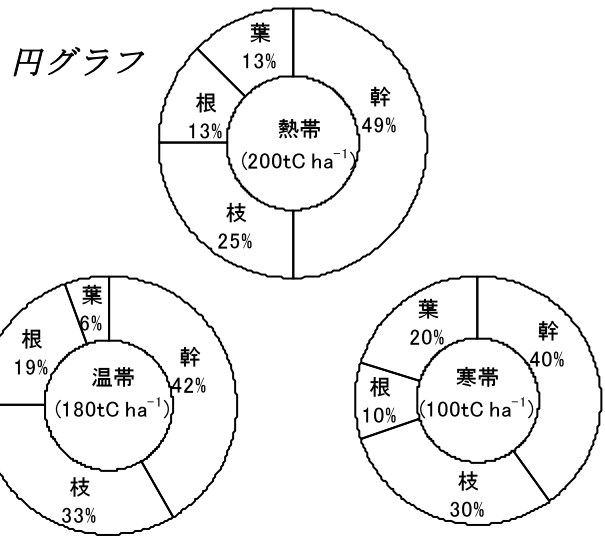 円グラフ
葉
13%
幹
49%
根
13%
熱帯
(200tC ha⁻¹)
枝
25%
葉
6%
根
19%
幹
42%
温帯
(180tC ha⁻¹)
枝
33%
葉
20%
幹
40%
根
10%
寒帯
(100tC ha⁻¹)
枝
30%